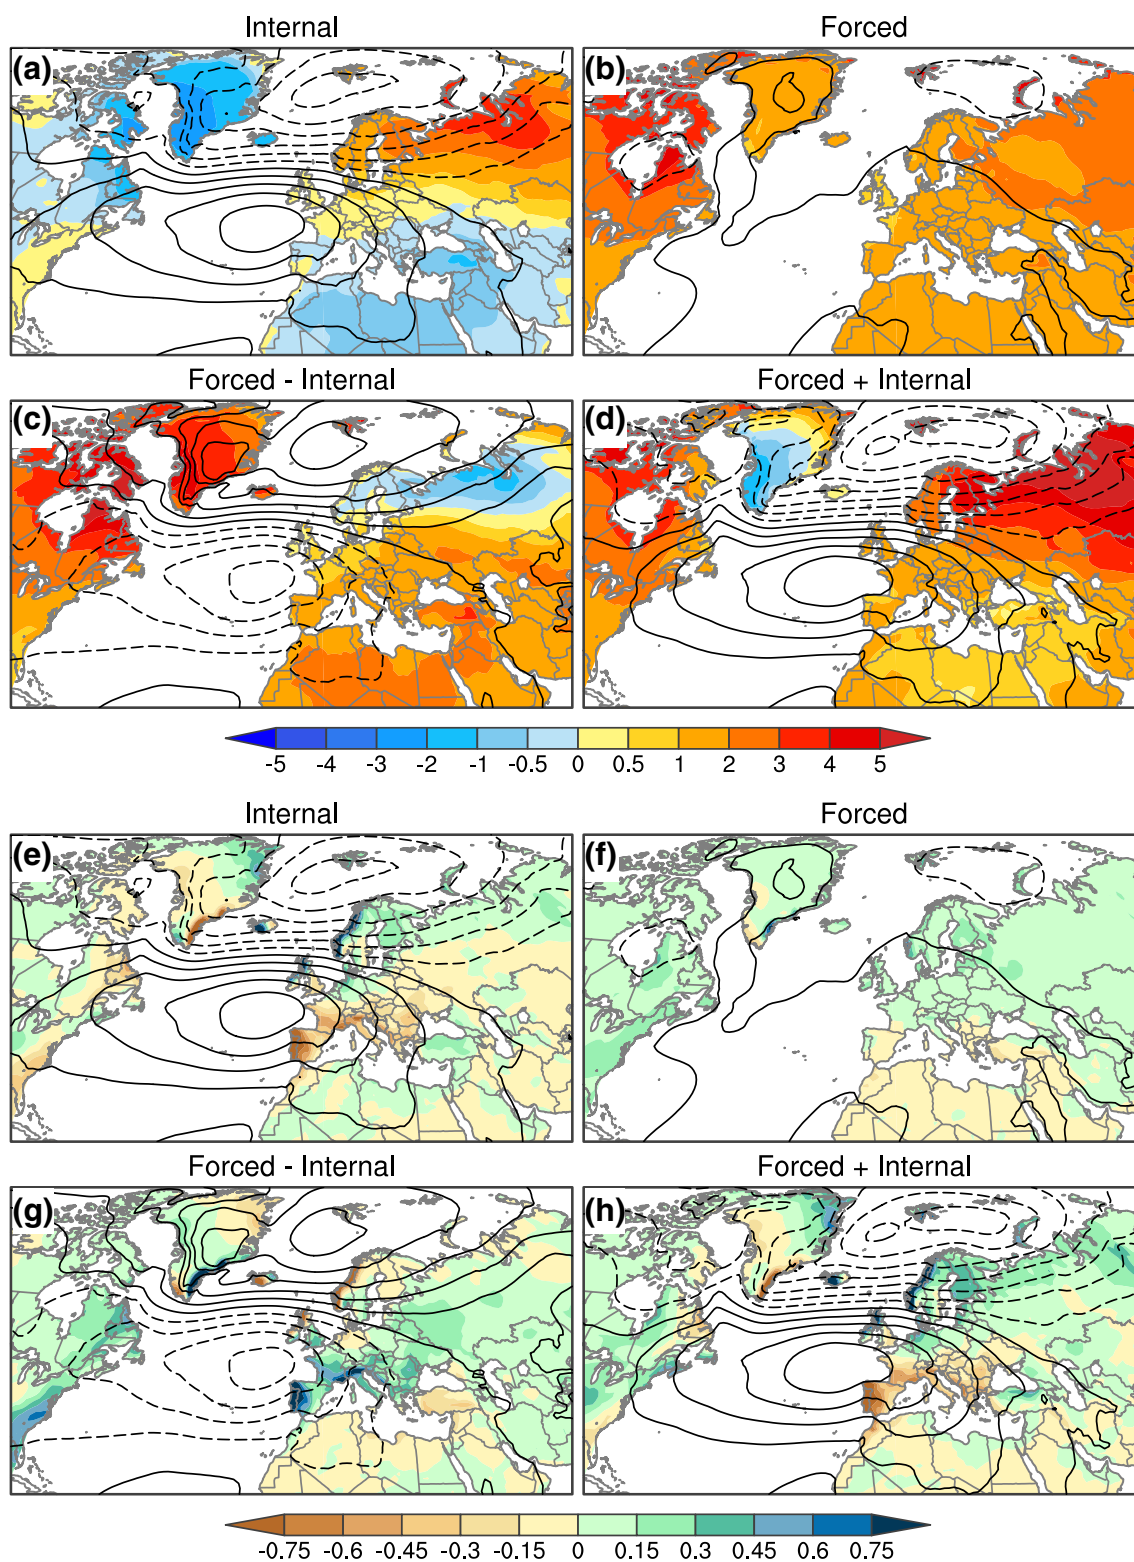 Internal Forced
(a) (b)
Forced - Internal Forced + Internal
(c) (d)
-5 -4 -3 -2 -1 -0.5 0 0.5 1 2 3 4 5
Internal Forced
(e) (f)
Forced - Internal Forced + Internal
(g) (h)
-0.75 -0.6 -0.45 -0.3 -0.15 0 0.15 0.3 0.45 0.6 0.75